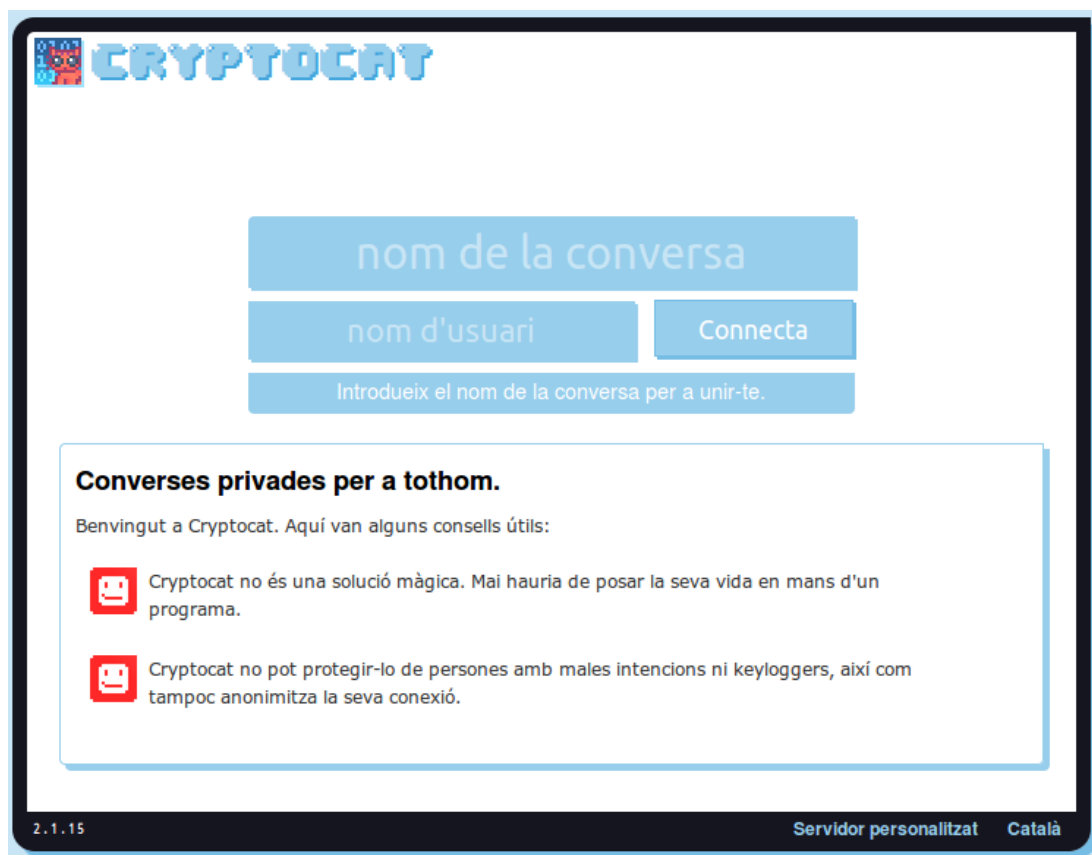 CRYPTOCAT
nom de la conversa
nom d'usuari Connecta
Introdueix el nom de la conversa per a unir-te.
Converses privades per a tothom.
Benvingut a Cryptocat. Aquí van alguns consells útils:
Cryptocat no és una solució màgica. Mai hauria de posar la seva vida en mans d'un
programa.
Cryptocat no pot protegir-lo de persones amb males intencions ni keyloggers, així com
tampoc anonimitza la seva conexió.
2.1.15 Servidor personalitzat Català